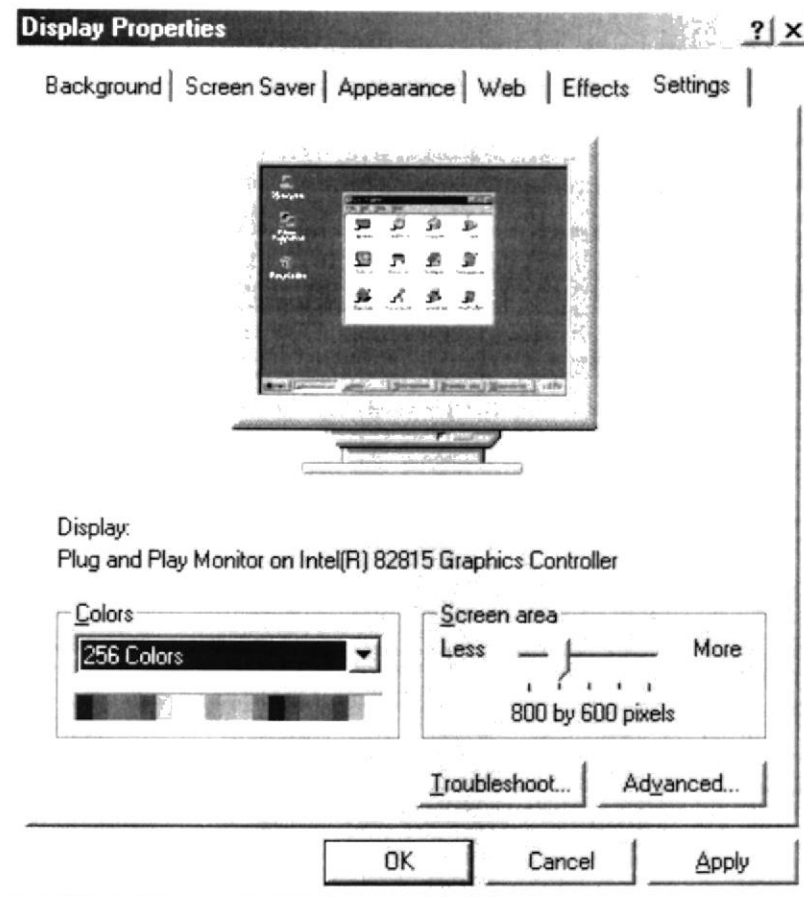 Display Properties
Background Screen Saver Appearance Web Effects Settings
Display:
Plug and Play Monitor on Intel(R) 82815 Graphics Controller
Colors
256 Colors
Screen area
Less More
800 by 600 pixels
Troubleshoot... Advanced...
OK Cancel Apply